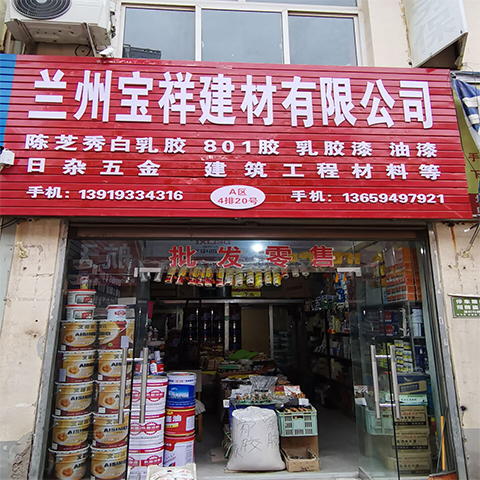 兰州宝祥建材有限公司
陈芝秀白乳胶 801胶 乳胶漆 油漆
日杂五金 建筑工程材料等
手机：13919334316
A区
4排20号
手机：13659497921
批发零售